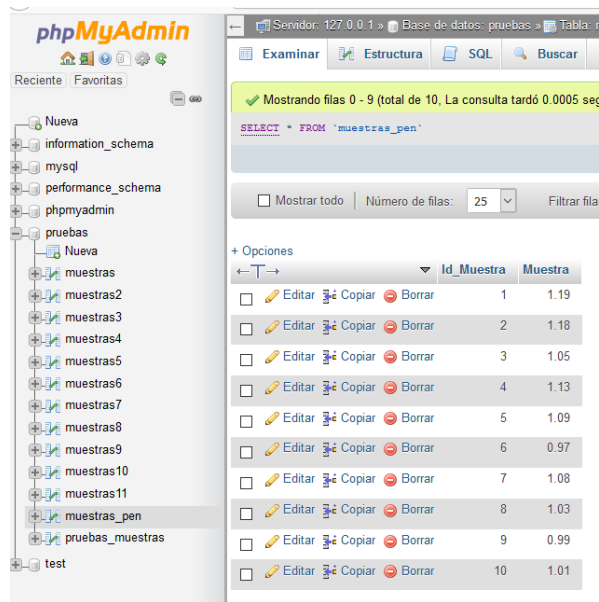 phpMyAdmin
Reciente Favoritas
Nueva
information_schema
mysql
performance_schema
phpmyadmin
pruebas
Nueva
muestras
muestras2
muestras3
muestras4
muestras5
muestras6
muestras7
muestras8
muestras9
muestras10
muestras11
muestras_pen
pruebas_muestras
test
Servidor: 127.0.0.1 » Base de datos: pruebas » Tabla:
Examinar Estructura SQL Buscar
Mostrando filas 0 - 9 (total de 10, La consulta tardó 0.0005 seg
SELECT * FROM `muestras_pen`
Mostrar todo Número de filas: 25 Filtrar fila
+ Opciones
←T→ ▼ Id_Muestra Muestra
Editar Copiar Borrar 1 1.19
Editar Copiar Borrar 2 1.18
Editar Copiar Borrar 3 1.05
Editar Copiar Borrar 4 1.13
Editar Copiar Borrar 5 1.09
Editar Copiar Borrar 6 0.97
Editar Copiar Borrar 7 1.08
Editar Copiar Borrar 8 1.03
Editar Copiar Borrar 9 0.99
Editar Copiar Borrar 10 1.01